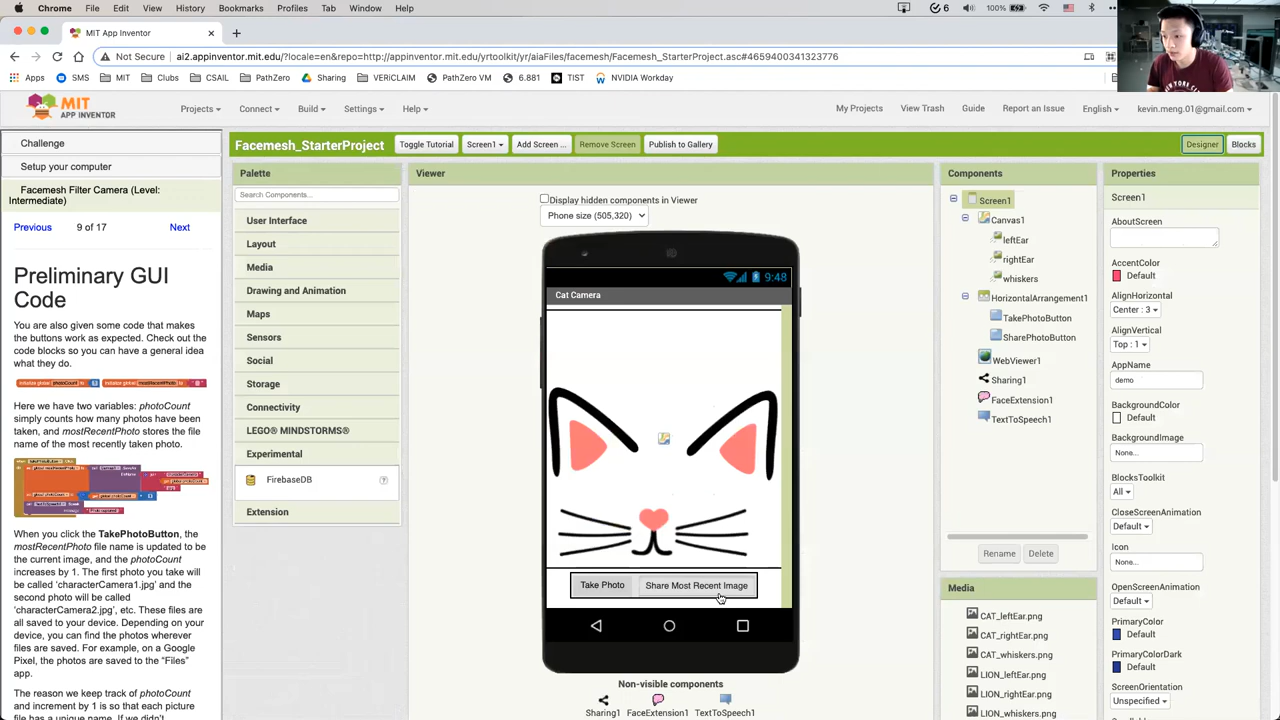 Chrome File Edit View History Bookmarks Profiles Tab Window Help 6 100%
MIT App Inventor
Not Secure ai2.appinventor.mit.edu/?locale=en&repo=http://appinventor.mit.edu/yrtoolkit/yr/aiaFiles/facemesh/Facemesh_StarterProject.asc#4659400341323776
Apps SMS MIT Clubs CSAIL PathZero Sharing VERICLAIM PathZero VM 6.881 TIST NVIDIA Workday
MIT APP INVENTOR Projects Connect Build Settings Help My Projects View Trash Guide Report an Issue English kevin.meng.01@gmail.com
Challenge
Setup your computer
Facemesh Filter Camera (Level: Intermediate)
Previous 9 of 17 Next
Preliminary GUI
Code
You are also given some code that makes
the buttons work as expected. Check out the
code blocks so you can have a general idea
what they do.
initialize global photoCount to initialize global mostRecentPhoto to
Here we have two variables: photoCount
simply counts how many photos have been
taken, and mostRecentPhoto stores the file
name of the most recently taken photo.
When you click the TakePhotoButton, the
mostRecentPhoto file name is updated to be
the current image, and the photoCount
increases by 1. The first photo you take will
be called 'characterCamera1.jpg' and the
second photo will be called
'characterCamera2.jpg', etc. These files are
all saved to your device. Depending on your
device, you can find the photos wherever
files are saved. For example, on a Google
Pixel, the photos are saved to the "Files"
app.
The reason we keep track of photoCount
and increment by 1 is so that each picture
file has a unique name. If we didn't
Facemesh_StarterProject Toggle Tutorial Screen1 Add Screen ... Remove Screen Publish to Gallery Designer Blocks
Palette
Search Components...
User Interface
Layout
Media
Drawing and Animation
Maps
Sensors
Social
Storage
Connectivity
LEGO® MINDSTORMS®
Experimental
FirebaseDB ?
Extension
Viewer
Display hidden components in Viewer
Phone size (505,320)
9:48
Cat Camera
Take Photo Share Most Recent Image
Non-visible components
Sharing1 FaceExtension1 TextToSpeech1
Components
Screen1
Canvas1
leftEar
rightEar
whiskers
HorizontalArrangement1
TakePhotoButton
SharePhotoButton
WebViewer1
Sharing1
FaceExtension1
TextToSpeech1
Rename Delete
Media
CAT_leftEar.png
CAT_rightEar.png
CAT_whiskers.png
LION_leftEar.png
LION_rightEar.png
LION_whiskers.png
Properties
Screen1
AboutScreen
AccentColor
Default
AlignHorizontal
Center : 3
AlignVertical
Top : 1
AppName
demo
BackgroundColor
Default
BackgroundImage
None...
BlocksToolkit
All
CloseScreenAnimation
Default
Icon
None...
OpenScreenAnimation
Default
PrimaryColor
Default
PrimaryColorDark
Default
ScreenOrientation
Unspecified
NEW YORK CITY